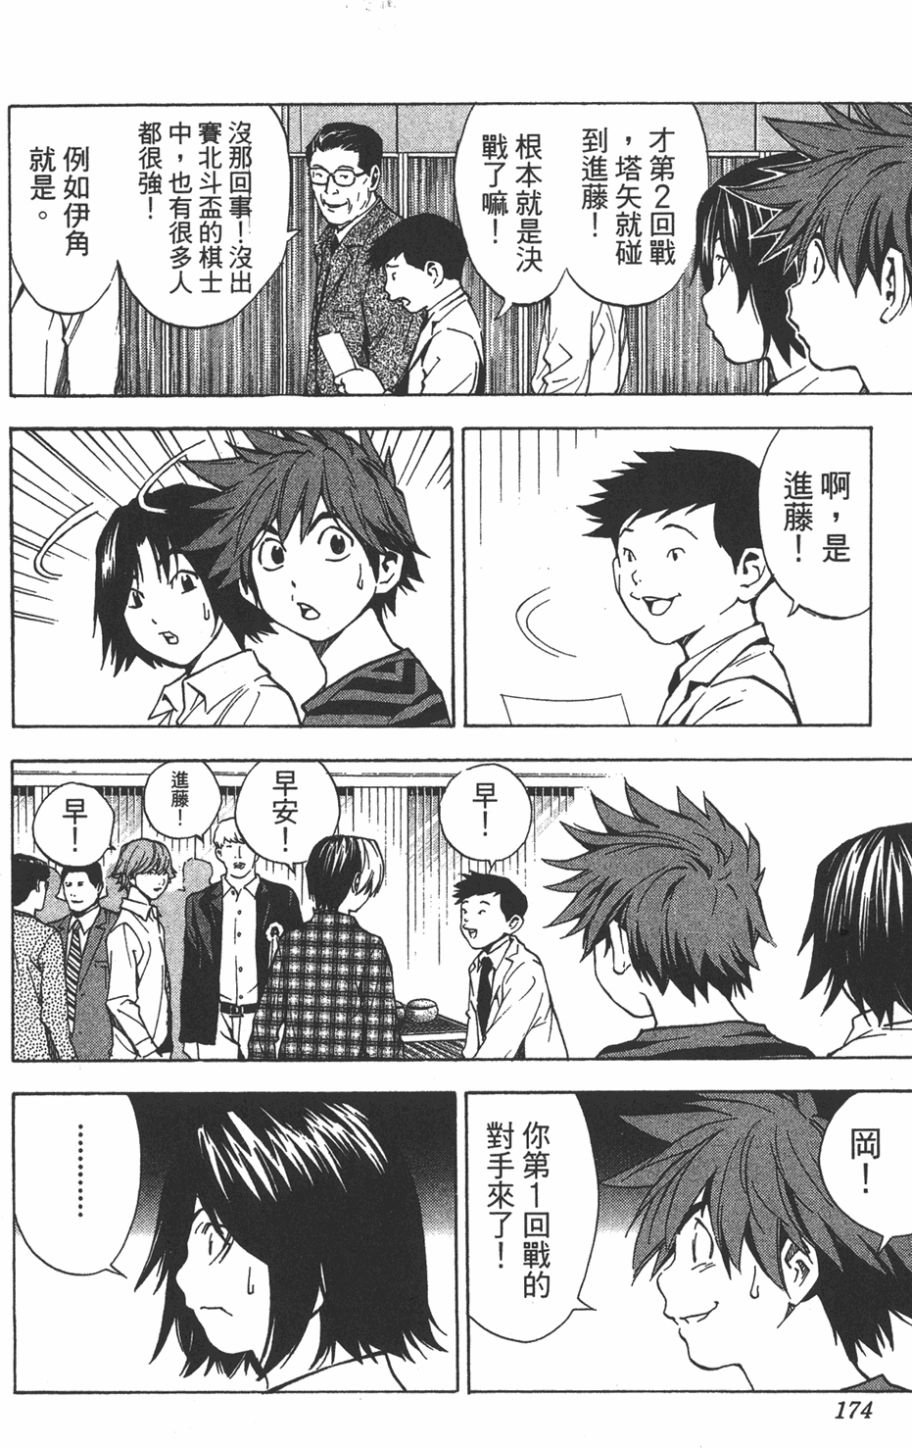 才第2回戰
，塔矢就碰
到進藤！
根本就是決
戰了嘛！
沒那回事！沒出
賽北斗盃的棋士
中，也有很多人
都很強！
例如伊角
就是。
啊，是
進藤！
早！
早安！
進藤！
早！
岡！
你第1回戰的
對手來了！
………
174